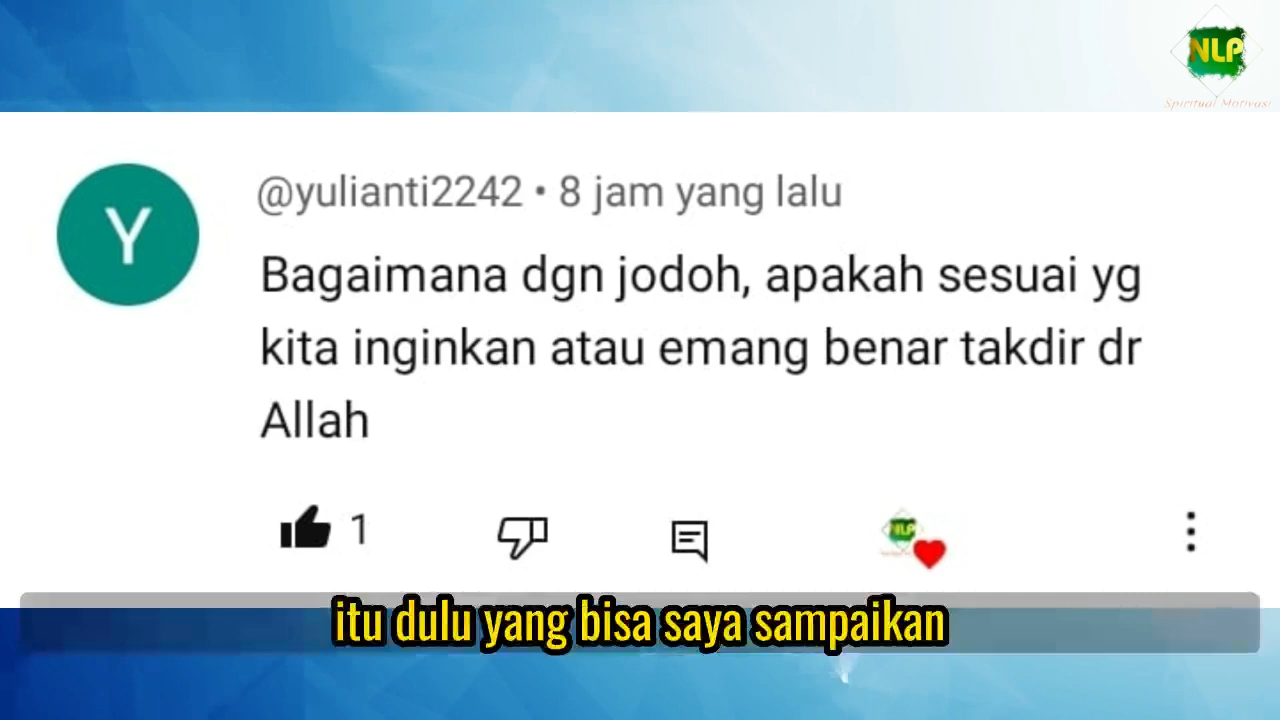 NLP
Spiritual Motivasi
Y
@yulianti2242 • 8 jam yang lalu
Bagaimana dgn jodoh, apakah sesuai yg
kita inginkan atau emang benar takdir dr
Allah
1
NLP
itu dulu yang bisa saya sampaikan